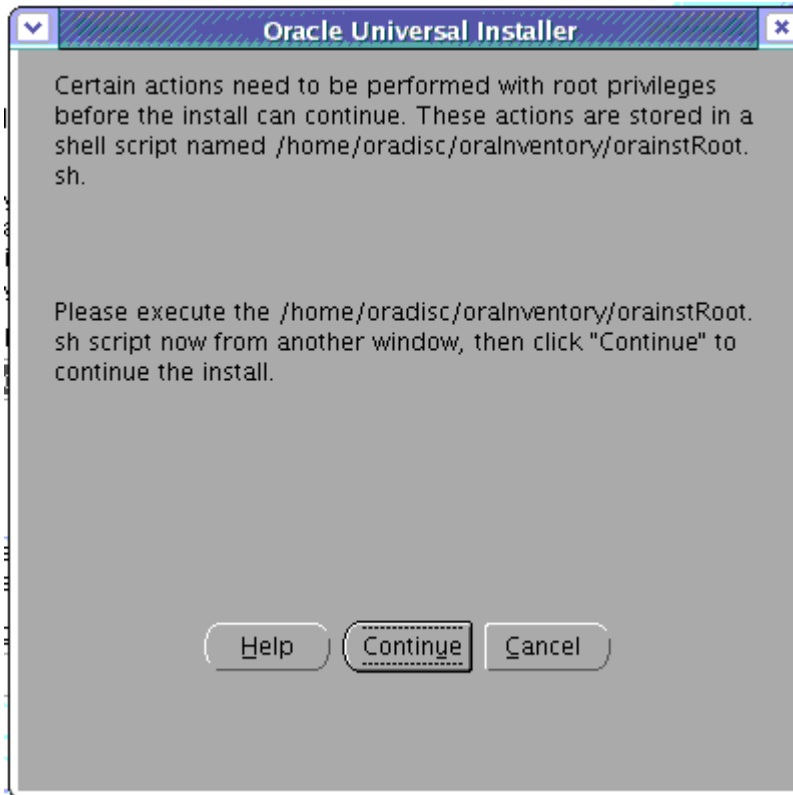 Oracle Universal Installer
Certain actions need to be performed with root privileges
before the install can continue. These actions are stored in a
shell script named /home/oradisc/oraInventory/orainstRoot.
sh.
Please execute the /home/oradisc/oraInventory/orainstRoot.
sh script now from another window, then click "Continue" to
continue the install.
Help
Continue
Cancel